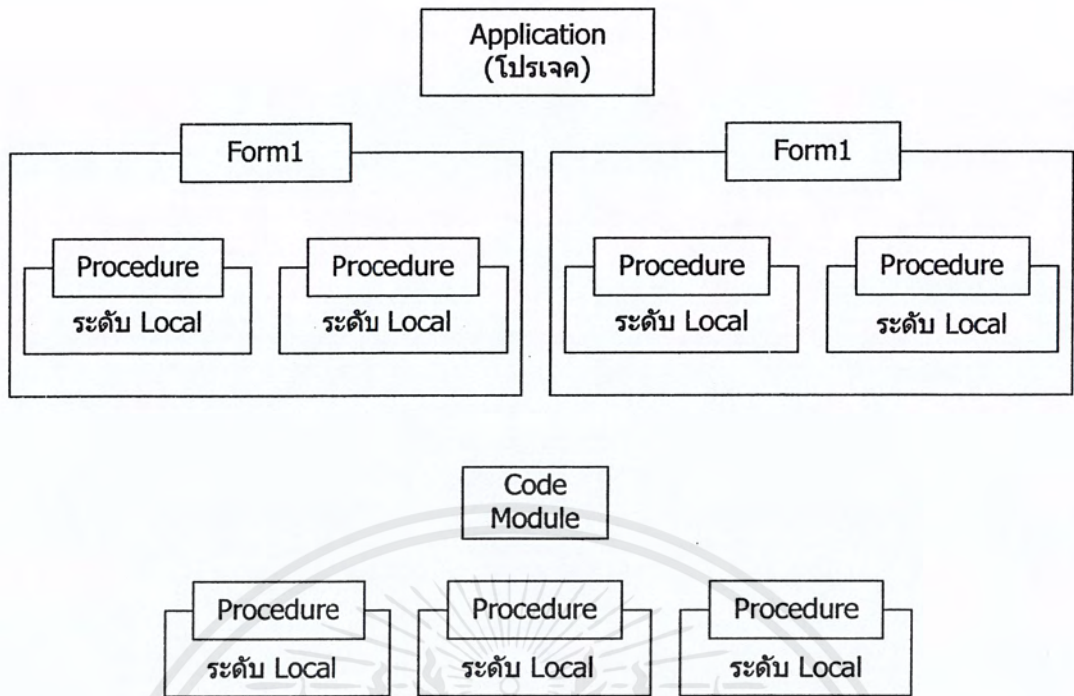 Application
(โปรเจค)
Form1
Form1
Procedure
Procedure
Procedure
Procedure
ระดับ Local
ระดับ Local
ระดับ Local
ระดับ Local
Code
Module
Procedure
Procedure
Procedure
ระดับ Local
ระดับ Local
ระดับ Local